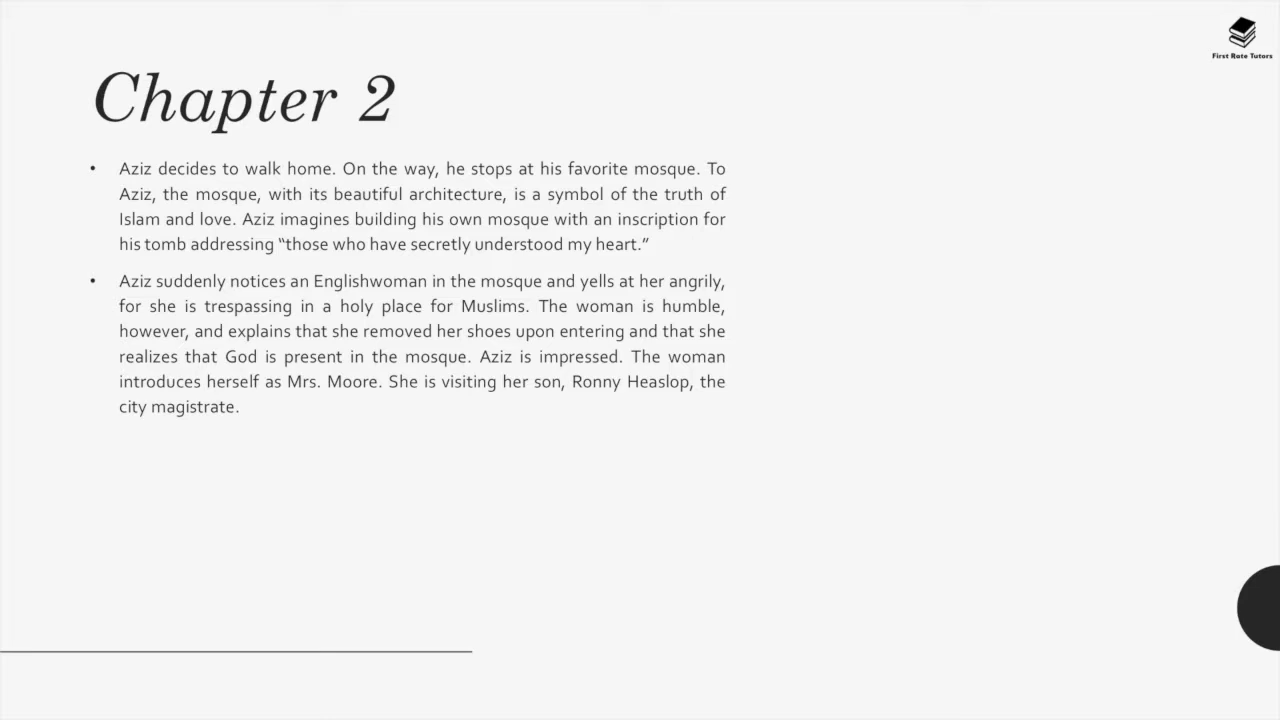 First Rate Tutors
Chapter 2
• Aziz decides to walk home. On the way, he stops at his favorite mosque. To
Aziz, the mosque, with its beautiful architecture, is a symbol of the truth of
Islam and love. Aziz imagines building his own mosque with an inscription for
his tomb addressing “those who have secretly understood my heart.”
• Aziz suddenly notices an Englishwoman in the mosque and yells at her angrily,
for she is trespassing in a holy place for Muslims. The woman is humble,
however, and explains that she removed her shoes upon entering and that she
realizes that God is present in the mosque. Aziz is impressed. The woman
introduces herself as Mrs. Moore. She is visiting her son, Ronny Heaslop, the
city magistrate.